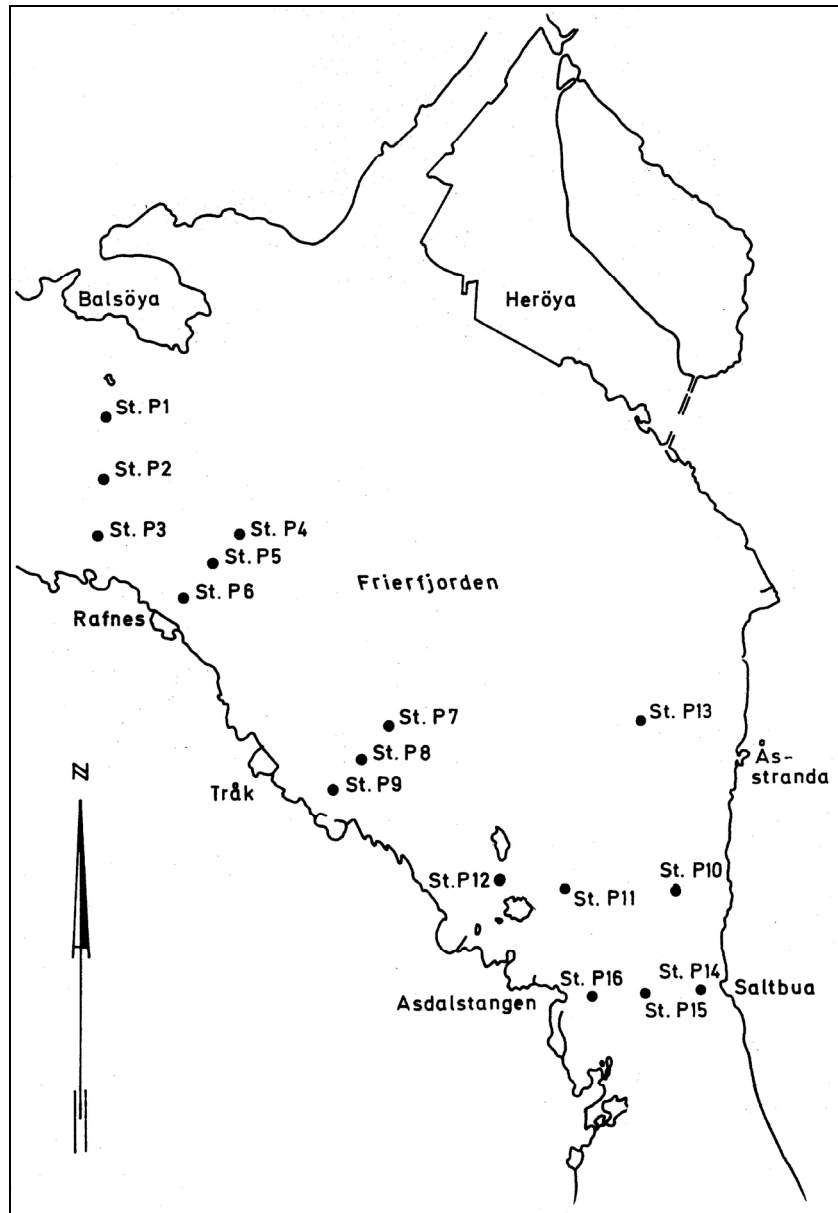 Balsöya
Heröya
St. P1
St. P2
St. P3
St. P4
St. P5
St. P6
Frierfjorden
Rafnes
St. P7
St. P13
St. P8
Ås-
stranda
N
Tråk
St. P9
St.P12
St. P10
St. P11
St. P14
St. P16
Saltbua
Asdalstangen
St. P15